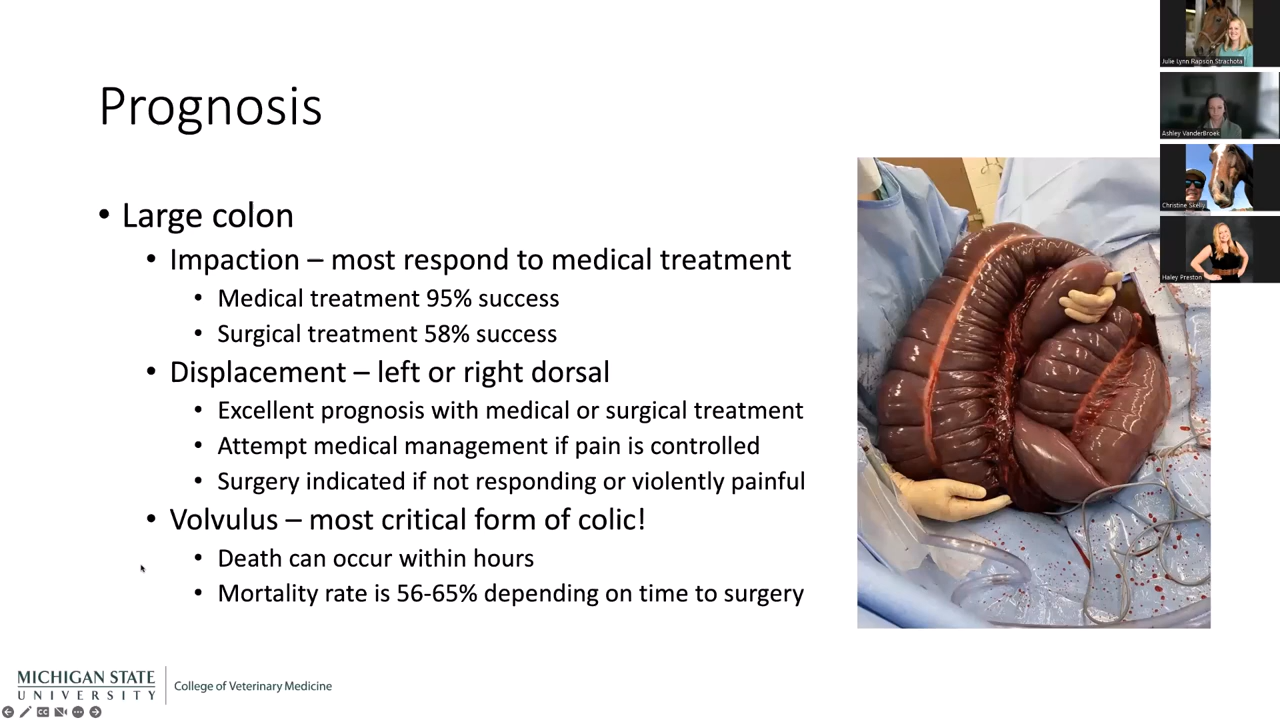 Prognosis
• Large colon
• Impaction – most respond to medical treatment
• Medical treatment 95% success
• Surgical treatment 58% success
• Displacement – left or right dorsal
• Excellent prognosis with medical or surgical treatment
• Attempt medical management if pain is controlled
• Surgery indicated if not responding or violently painful
• Volvulus – most critical form of colic!
• Death can occur within hours
• Mortality rate is 56-65% depending on time to surgery
MICHIGAN STATE
UNIVERSITY
College of Veterinary Medicine
CC
Julie Lynn Rapson Strachota
Ashley VanderBroek
Christine Skelly
Haley Preston